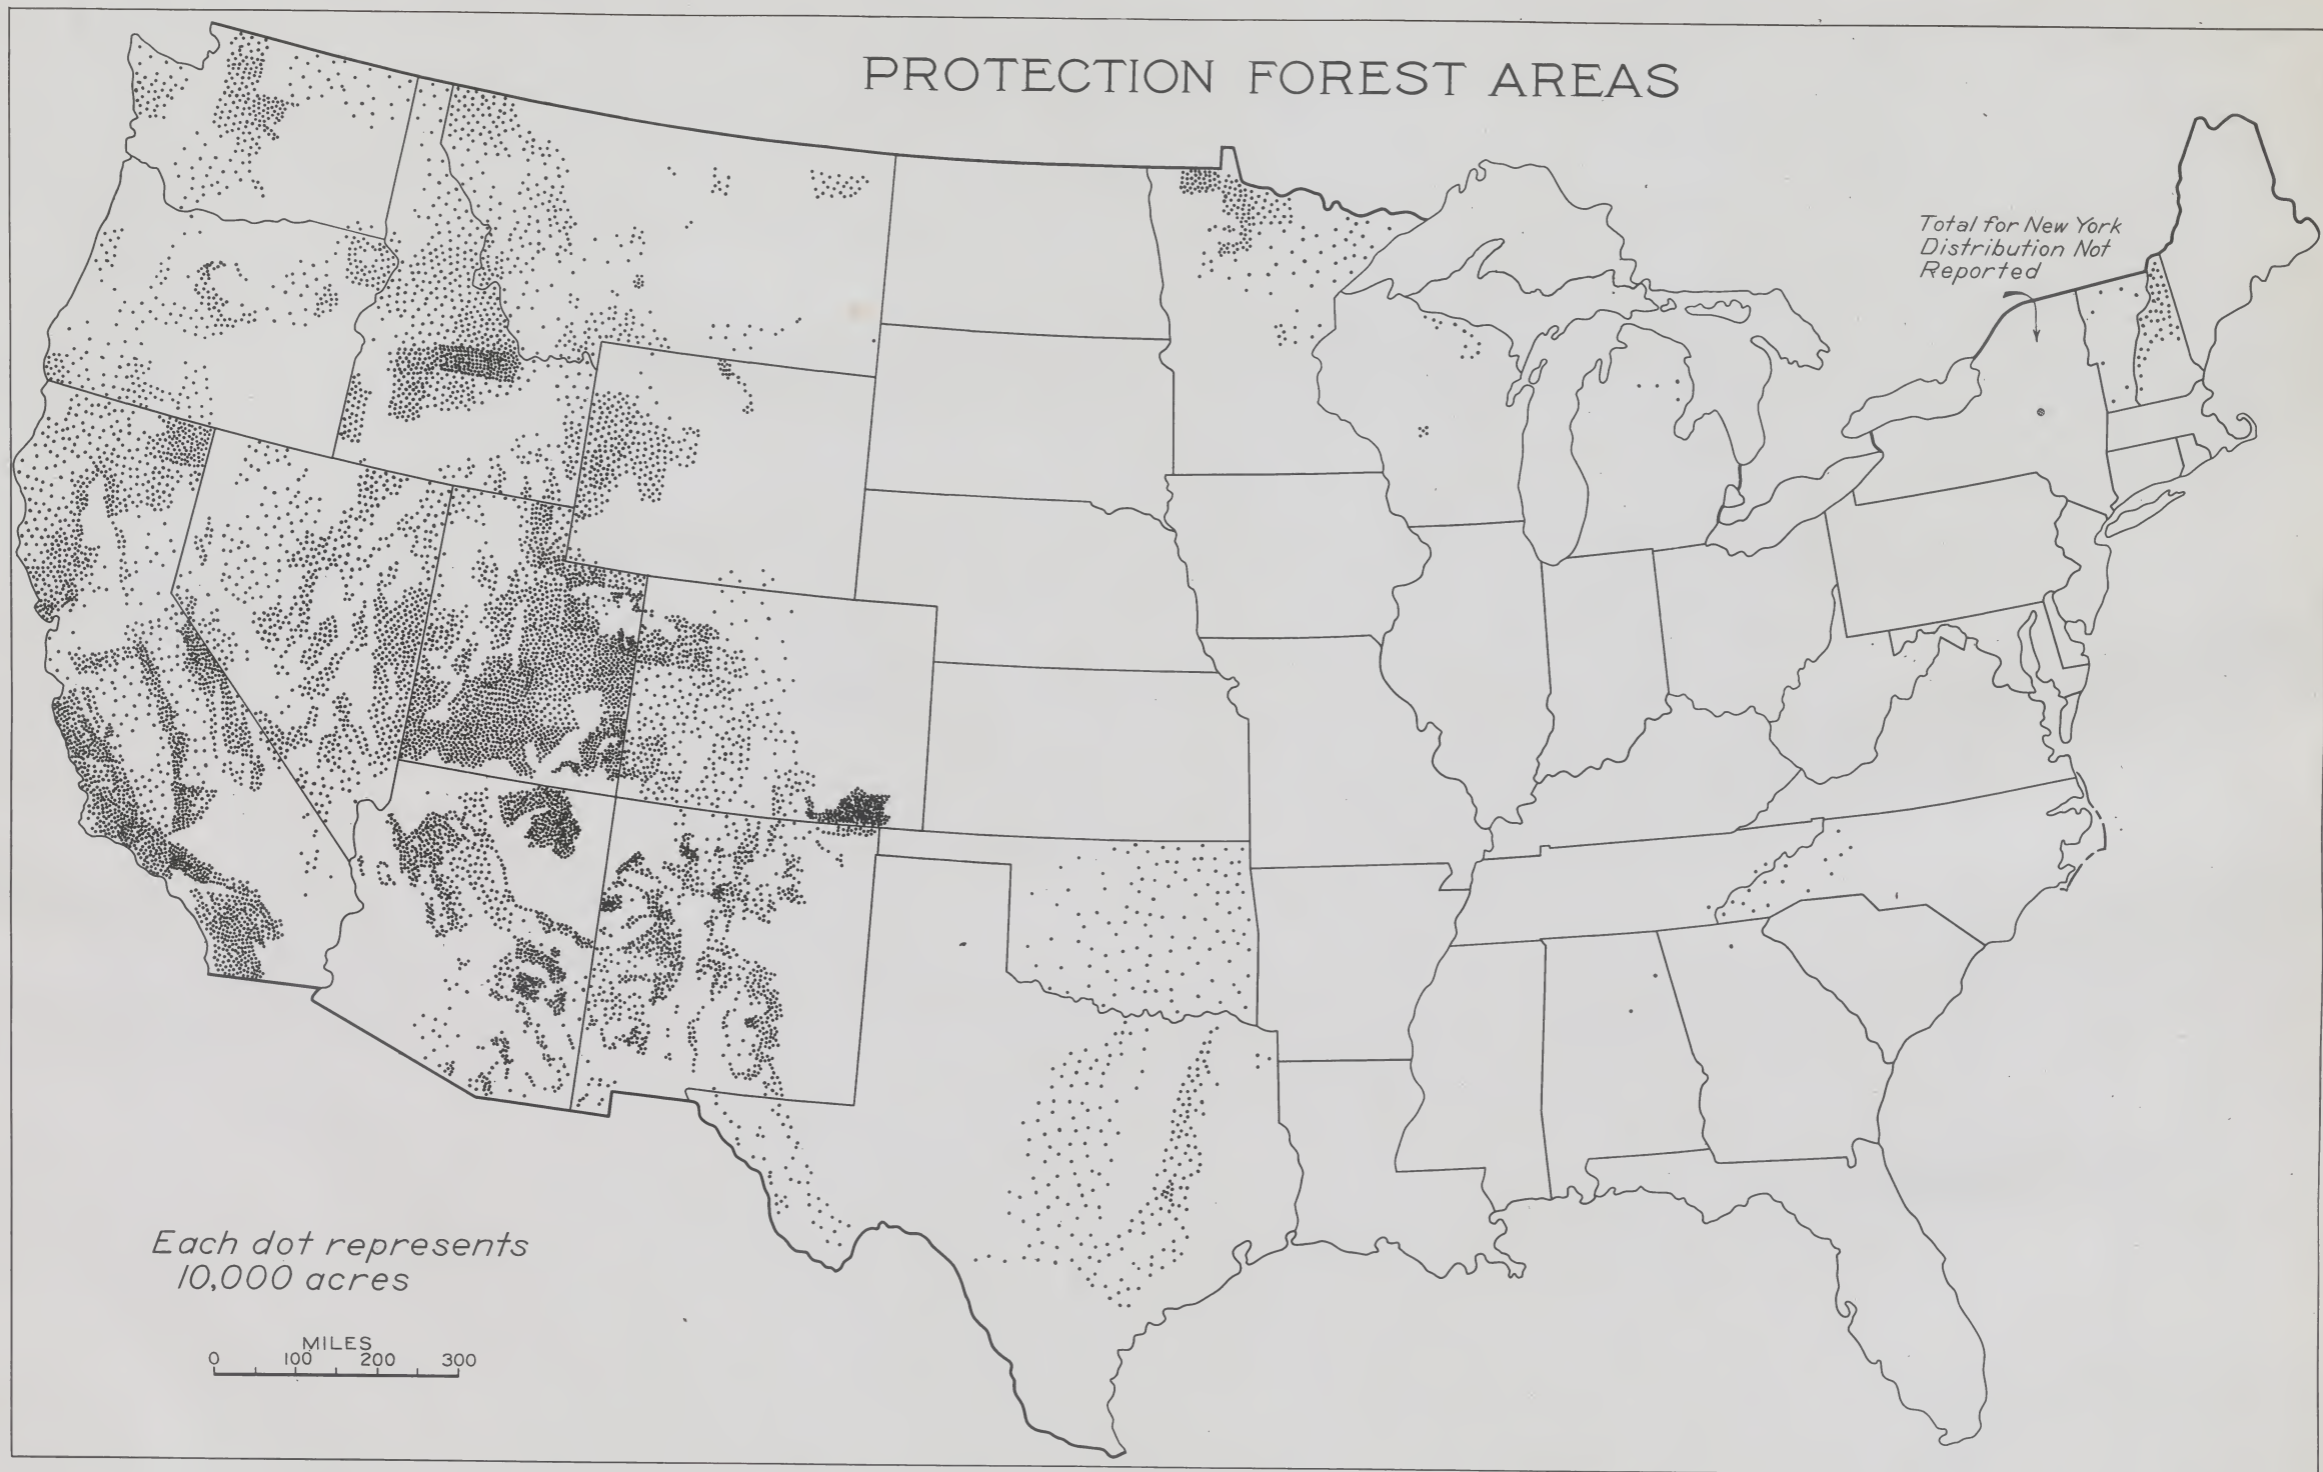 PROTECTION FOREST AREAS
Total for New York
Distribution Not
Reported
Each dot represents
10,000 acres
MILES
0 100 200 300